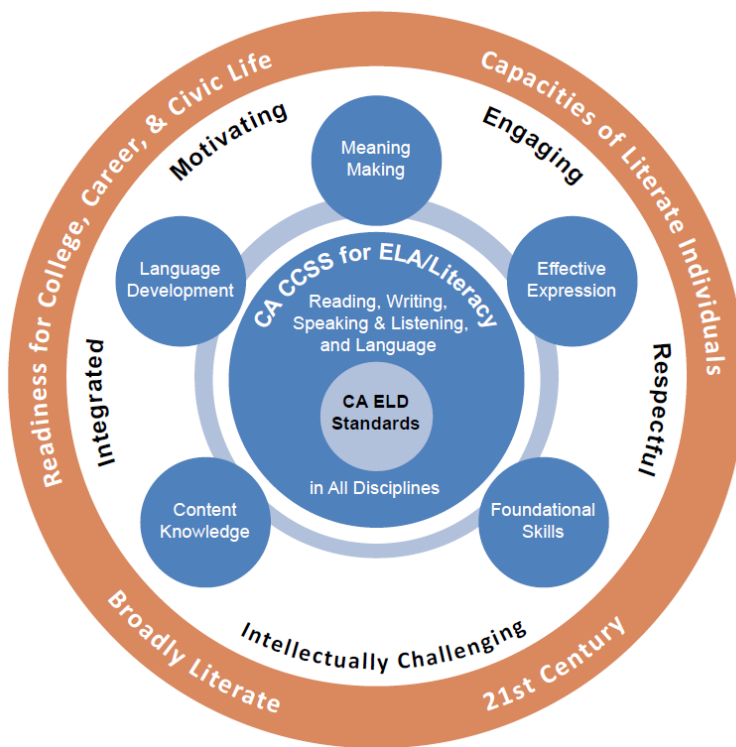 Readiness for College, Career, & Civic Life
Capacities of Literate Individuals
Motivating
Engaging
Meaning
Making
Language
Development
Effective
Expression
CA CCSS for ELA/Literacy
Reading, Writing,
Speaking & Listening,
and Language
Integrated
Respectful
CA ELD
Standards
in All Disciplines
Content
Knowledge
Foundational
Skills
Intellectually Challenging
Broadly Literate
21st Century